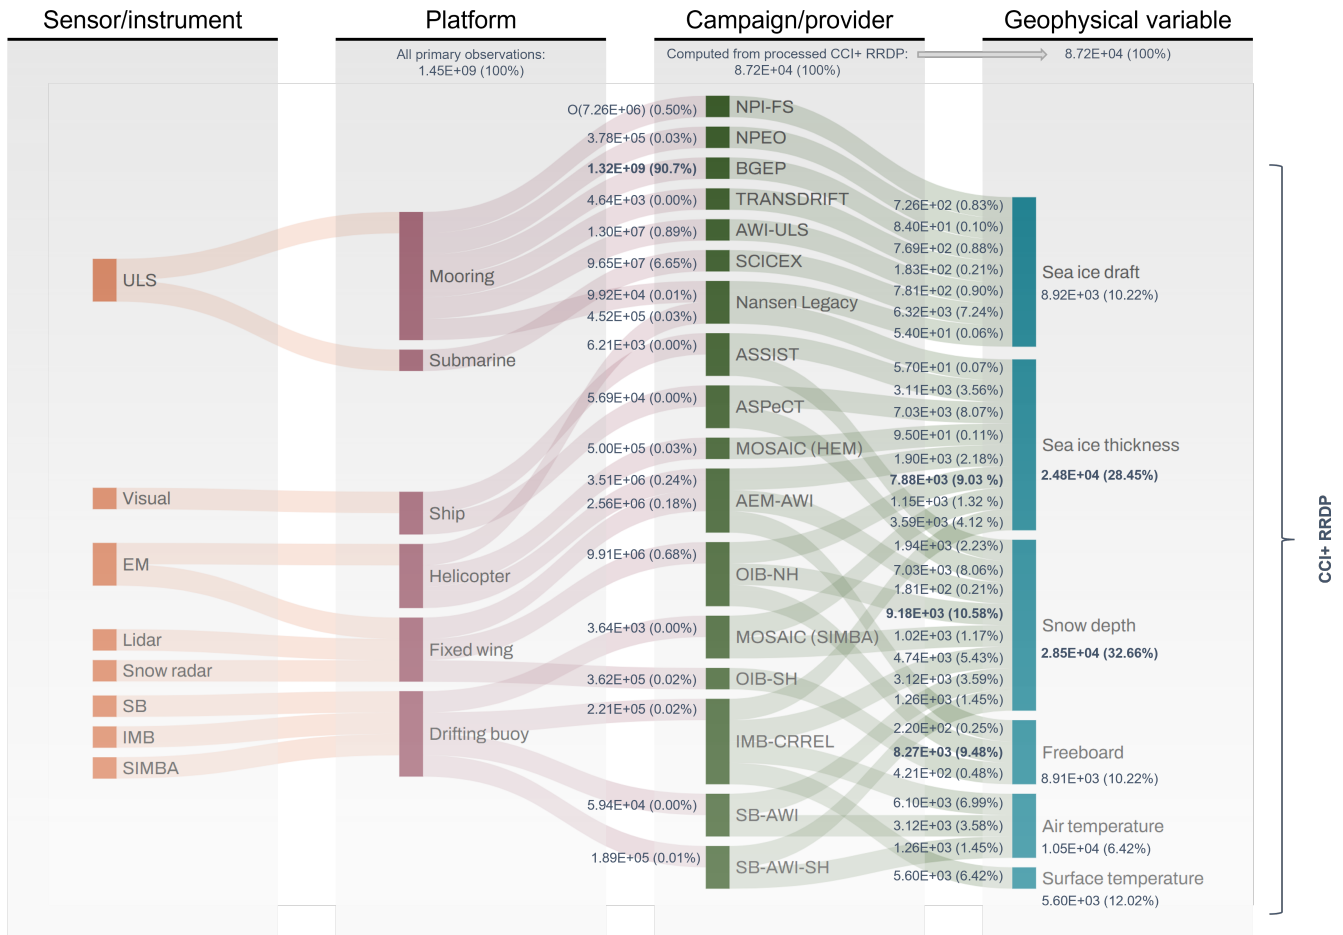 Sensor/instrument
Platform
Campaign/provider
Geophysical variable
All primary observations:
1.45E+09 (100%)
Computed from processed CCI+ RRDP:
8.72E+04 (100%)
8.72E+04 (100%)
ULS
Visual
EM
Lidar
Snow radar
SB
IMB
SIMBA
Mooring
Submarine
Ship
Helicopter
Fixed wing
Drifting buoy
O(7.26E+06) (0.50%)
3.78E+05 (0.03%)
1.32E+09 (90.7%)
4.64E+03 (0.00%)
1.30E+07 (0.89%)
9.65E+07 (6.65%)
9.92E+04 (0.01%)
4.52E+05 (0.03%)
6.21E+03 (0.00%)
5.69E+04 (0.00%)
5.00E+05 (0.03%)
3.51E+06 (0.24%)
2.56E+06 (0.18%)
9.91E+06 (0.68%)
3.64E+03 (0.00%)
3.62E+05 (0.02%)
2.21E+05 (0.02%)
5.94E+04 (0.00%)
1.89E+05 (0.01%)
NPI-FS
NPEO
BGEP
TRANSDRIFT
AWI-ULS
SCICEX
Nansen Legacy
ASSIST
ASPeCT
MOSAIC (HEM)
AEM-AWI
OIB-NH
MOSAIC (SIMBA)
OIB-SH
IMB-CRREL
SB-AWI
SB-AWI-SH
7.26E+02 (0.83%)
8.40E+01 (0.10%)
7.69E+02 (0.88%)
1.83E+02 (0.21%)
7.81E+02 (0.90%)
6.32E+03 (7.24%)
5.40E+01 (0.06%)
5.70E+01 (0.07%)
3.11E+03 (3.56%)
7.03E+03 (8.07%)
9.50E+01 (0.11%)
1.90E+03 (2.18%)
7.88E+03 (9.03 %)
1.15E+03 (1.32 %)
3.59E+03 (4.12 %)
1.94E+03 (2.23%)
7.03E+03 (8.06%)
1.81E+02 (0.21%)
9.18E+03 (10.58%)
1.02E+03 (1.17%)
4.74E+03 (5.43%)
3.12E+03 (3.59%)
1.26E+03 (1.45%)
2.20E+02 (0.25%)
8.27E+03 (9.48%)
4.21E+02 (0.48%)
6.10E+03 (6.99%)
3.12E+03 (3.58%)
1.26E+03 (1.45%)
5.60E+03 (6.42%)
Sea ice draft
8.92E+03 (10.22%)
Sea ice thickness
2.48E+04 (28.45%)
Snow depth
2.85E+04 (32.66%)
Freeboard
8.91E+03 (10.22%)
Air temperature
1.05E+04 (6.42%)
Surface temperature
5.60E+03 (12.02%)
CCI+ RRDP